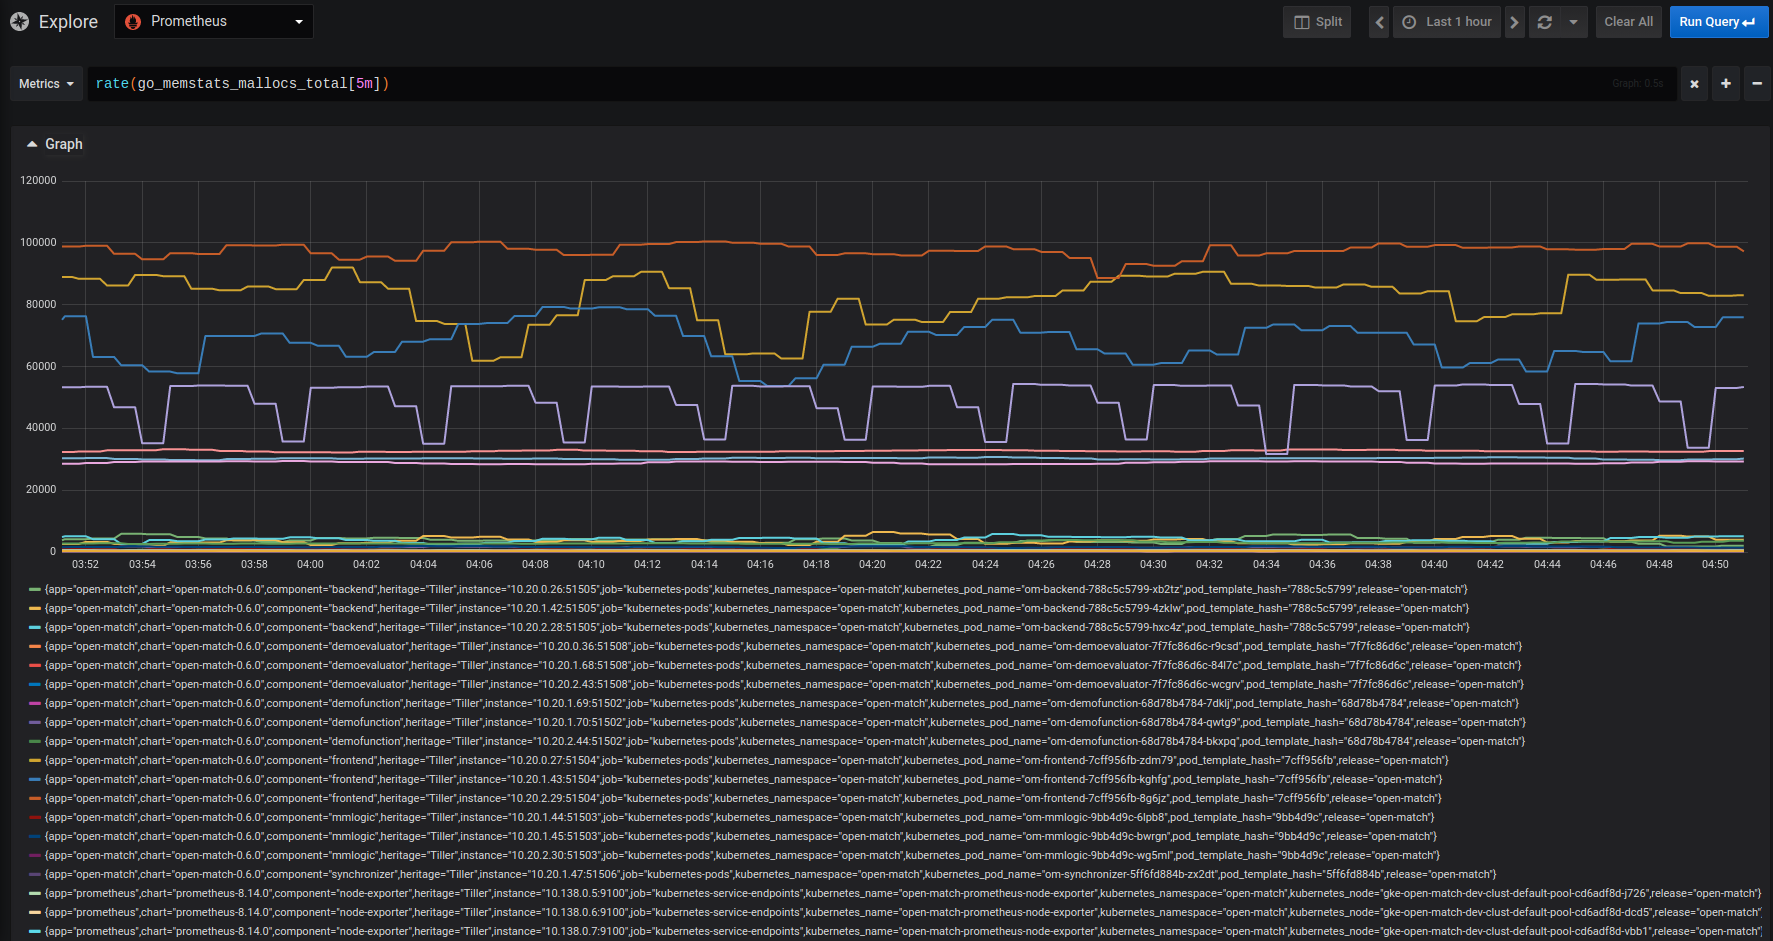 Explore
Prometheus
Split
Last 1 hour
Clear All
Run Query
Metrics
rate(go_memstats_mallocs_total[5m])
Graph: 0.5s
Graph
120000
100000
80000
60000
40000
20000
0
03:52 03:54 03:56 03:58 04:00 04:02 04:04 04:06 04:08 04:10 04:12 04:14 04:16 04:18 04:20 04:22 04:24 04:26 04:28 04:30 04:32 04:34 04:36 04:38 04:40 04:42 04:44 04:46 04:48 04:50
{app="open-match",chart="open-match-0.6.0",component="backend",heritage="Tiller",instance="10.20.0.26:51505",job="kubernetes-pods",kubernetes_namespace="open-match",kubernetes_pod_name="om-backend-788c5c5799-xb2tz",pod_template_hash="788c5c5799",release="open-match"}
{app="open-match",chart="open-match-0.6.0",component="backend",heritage="Tiller",instance="10.20.1.42:51505",job="kubernetes-pods",kubernetes_namespace="open-match",kubernetes_pod_name="om-backend-788c5c5799-4zklw",pod_template_hash="788c5c5799",release="open-match"}
{app="open-match",chart="open-match-0.6.0",component="backend",heritage="Tiller",instance="10.20.2.28:51505",job="kubernetes-pods",kubernetes_namespace="open-match",kubernetes_pod_name="om-backend-788c5c5799-hxc4z",pod_template_hash="788c5c5799",release="open-match"}
{app="open-match",chart="open-match-0.6.0",component="demoevaluator",heritage="Tiller",instance="10.20.0.36:51508",job="kubernetes-pods",kubernetes_namespace="open-match",kubernetes_pod_name="om-demoevaluator-7f7fc86d6c-r9csd",pod_template_hash="7f7fc86d6c",release="open-match"}
{app="open-match",chart="open-match-0.6.0",component="demoevaluator",heritage="Tiller",instance="10.20.1.68:51508",job="kubernetes-pods",kubernetes_namespace="open-match",kubernetes_pod_name="om-demoevaluator-7f7fc86d6c-84l7c",pod_template_hash="7f7fc86d6c",release="open-match"}
{app="open-match",chart="open-match-0.6.0",component="demoevaluator",heritage="Tiller",instance="10.20.2.43:51508",job="kubernetes-pods",kubernetes_namespace="open-match",kubernetes_pod_name="om-demoevaluator-7f7fc86d6c-wcgrv",pod_template_hash="7f7fc86d6c",release="open-match"}
{app="open-match",chart="open-match-0.6.0",component="demofunction",heritage="Tiller",instance="10.20.1.69:51502",job="kubernetes-pods",kubernetes_namespace="open-match",kubernetes_pod_name="om-demofunction-68d78b4784-7dklj",pod_template_hash="68d78b4784",release="open-match"}
{app="open-match",chart="open-match-0.6.0",component="demofunction",heritage="Tiller",instance="10.20.1.70:51502",job="kubernetes-pods",kubernetes_namespace="open-match",kubernetes_pod_name="om-demofunction-68d78b4784-qwtg9",pod_template_hash="68d78b4784",release="open-match"}
{app="open-match",chart="open-match-0.6.0",component="demofunction",heritage="Tiller",instance="10.20.2.44:51502",job="kubernetes-pods",kubernetes_namespace="open-match",kubernetes_pod_name="om-demofunction-68d78b4784-bkxpq",pod_template_hash="68d78b4784",release="open-match"}
{app="open-match",chart="open-match-0.6.0",component="frontend",heritage="Tiller",instance="10.20.0.27:51504",job="kubernetes-pods",kubernetes_namespace="open-match",kubernetes_pod_name="om-frontend-7cff956fb-zdm79",pod_template_hash="7cff956fb",release="open-match"}
{app="open-match",chart="open-match-0.6.0",component="frontend",heritage="Tiller",instance="10.20.1.43:51504",job="kubernetes-pods",kubernetes_namespace="open-match",kubernetes_pod_name="om-frontend-7cff956fb-kghfg",pod_template_hash="7cff956fb",release="open-match"}
{app="open-match",chart="open-match-0.6.0",component="frontend",heritage="Tiller",instance="10.20.2.29:51504",job="kubernetes-pods",kubernetes_namespace="open-match",kubernetes_pod_name="om-frontend-7cff956fb-8g6jz",pod_template_hash="7cff956fb",release="open-match"}
{app="open-match",chart="open-match-0.6.0",component="mmlogic",heritage="Tiller",instance="10.20.1.44:51503",job="kubernetes-pods",kubernetes_namespace="open-match",kubernetes_pod_name="om-mmlogic-9bb4d9c-6lpb8",pod_template_hash="9bb4d9c",release="open-match"}
{app="open-match",chart="open-match-0.6.0",component="mmlogic",heritage="Tiller",instance="10.20.1.45:51503",job="kubernetes-pods",kubernetes_namespace="open-match",kubernetes_pod_name="om-mmlogic-9bb4d9c-bwrgn",pod_template_hash="9bb4d9c",release="open-match"}
{app="open-match",chart="open-match-0.6.0",component="mmlogic",heritage="Tiller",instance="10.20.2.30:51503",job="kubernetes-pods",kubernetes_namespace="open-match",kubernetes_pod_name="om-mmlogic-9bb4d9c-wg5ml",pod_template_hash="9bb4d9c",release="open-match"}
{app="open-match",chart="open-match-0.6.0",component="synchronizer",heritage="Tiller",instance="10.20.1.47:51506",job="kubernetes-pods",kubernetes_namespace="open-match",kubernetes_pod_name="om-synchronizer-5ff6fd884b-zx2dt",pod_template_hash="5ff6fd884b",release="open-match"}
{app="prometheus",chart="prometheus-8.14.0",component="node-exporter",heritage="Tiller",instance="10.138.0.5:9100",job="kubernetes-service-endpoints",kubernetes_name="open-match-prometheus-node-exporter",kubernetes_namespace="open-match",kubernetes_node="gke-open-match-dev-clust-default-pool-cd6adf8d-j726",release="open-match"}
{app="prometheus",chart="prometheus-8.14.0",component="node-exporter",heritage="Tiller",instance="10.138.0.6:9100",job="kubernetes-service-endpoints",kubernetes_name="open-match-prometheus-node-exporter",kubernetes_namespace="open-match",kubernetes_node="gke-open-match-dev-clust-default-pool-cd6adf8d-dcd5",release="open-match"
{app="prometheus",chart="prometheus-8.14.0",component="node-exporter",heritage="Tiller",instance="10.138.0.7:9100",job="kubernetes-service-endpoints",kubernetes_name="open-match-prometheus-node-exporter",kubernetes_namespace="open-match",kubernetes_node="gke-open-match-dev-clust-default-pool-cd6adf8d-vbb1",release="open-match"